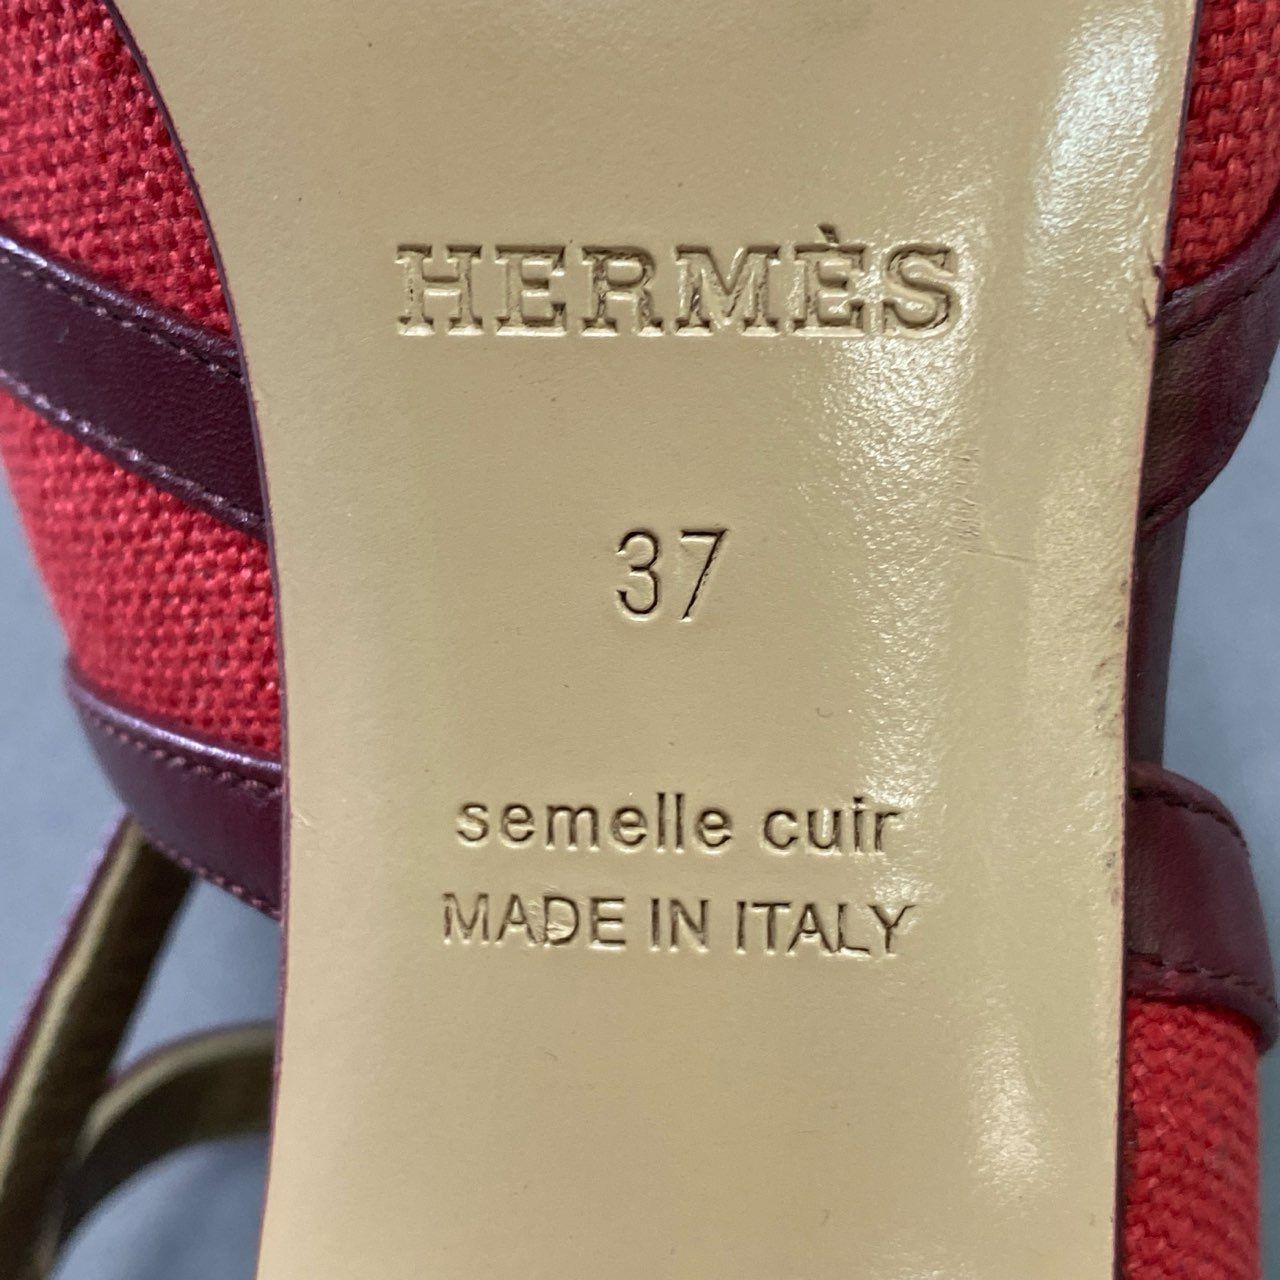 HERMÈS
37
semelle cuir
MADE IN ITALY